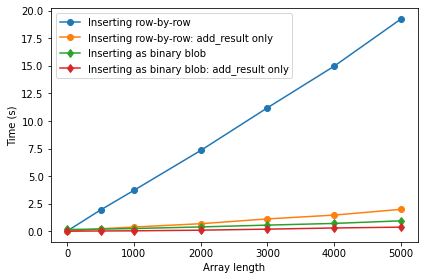 20.0
17.5
15.0
12.5
10.0
7.5
5.0
2.5
0.0
Time (s)
Inserting row-by-row
Inserting row-by-row: add_result only
Inserting as binary blob
Inserting as binary blob: add_result only
0 1000 2000 3000 4000 5000
Array length